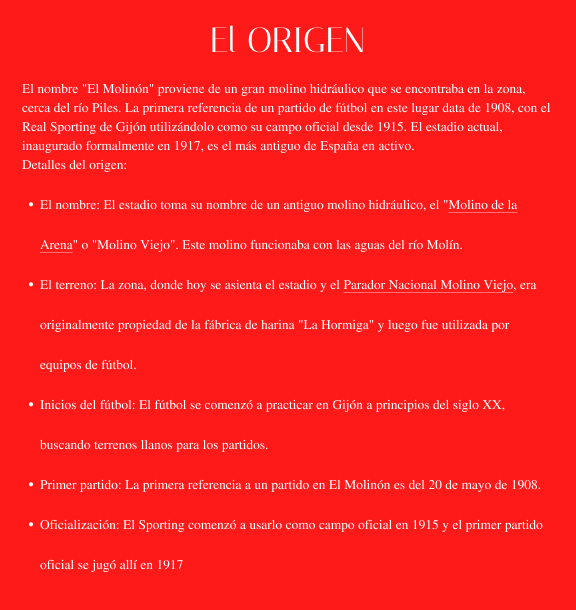 El ORIGEN
El nombre "El Molinón" proviene de un gran molino hidráulico que se encontraba en la zona,
cerca del río Piles. La primera referencia de un partido de fútbol en este lugar data de 1908, con el
Real Sporting de Gijón utilizándolo como su campo oficial desde 1915. El estadio actual,
inaugurado formalmente en 1917, es el más antiguo de España en activo.
Detalles del origen:
• El nombre: El estadio toma su nombre de un antiguo molino hidráulico, el "Molino de la
Arena" o "Molino Viejo". Este molino funcionaba con las aguas del río Molín.
• El terreno: La zona, donde hoy se asienta el estadio y el Parador Nacional Molino Viejo, era
originalmente propiedad de la fábrica de harina "La Hormiga" y luego fue utilizada por
equipos de fútbol.
• Inicios del fútbol: El fútbol se comenzó a practicar en Gijón a principios del siglo XX,
buscando terrenos llanos para los partidos.
• Primer partido: La primera referencia a un partido en El Molinón es del 20 de mayo de 1908.
• Oficialización: El Sporting comenzó a usarlo como campo oficial en 1915 y el primer partido
oficial se jugó allí en 1917